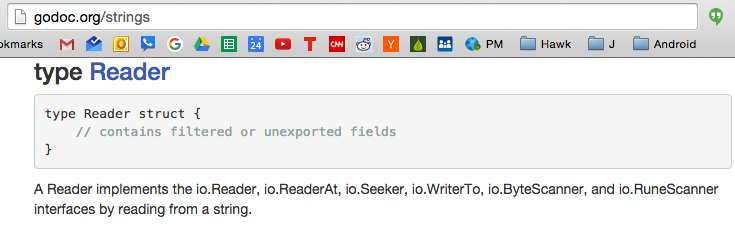 godoc.org/strings
okmarks
24
CNN
Y
PM
Hawk
J
Android
type Reader
type Reader struct {
// contains filtered or unexported fields
}
A Reader implements the io.Reader, io.ReaderAt, io.Seeker, io.WriterTo, io.ByteScanner, and io.RuneScanner
interfaces by reading from a string.